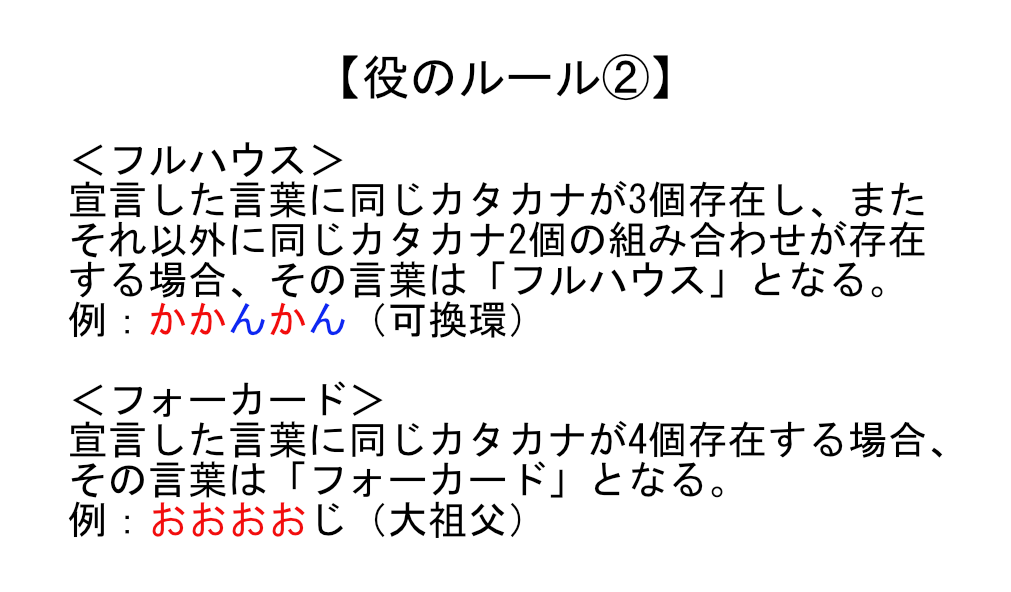 【役のルール②】
＜フルハウス＞
宣言した言葉に同じカタカナが3個存在し、また
それ以外に同じカタカナ2個の組み合わせが存在
する場合、その言葉は「フルハウス」となる。
例：かかんかん（可換環）
＜フォーカード＞
宣言した言葉に同じカタカナが4個存在する場合、
その言葉は「フォーカード」となる。
例：おおおおじ（大祖父）